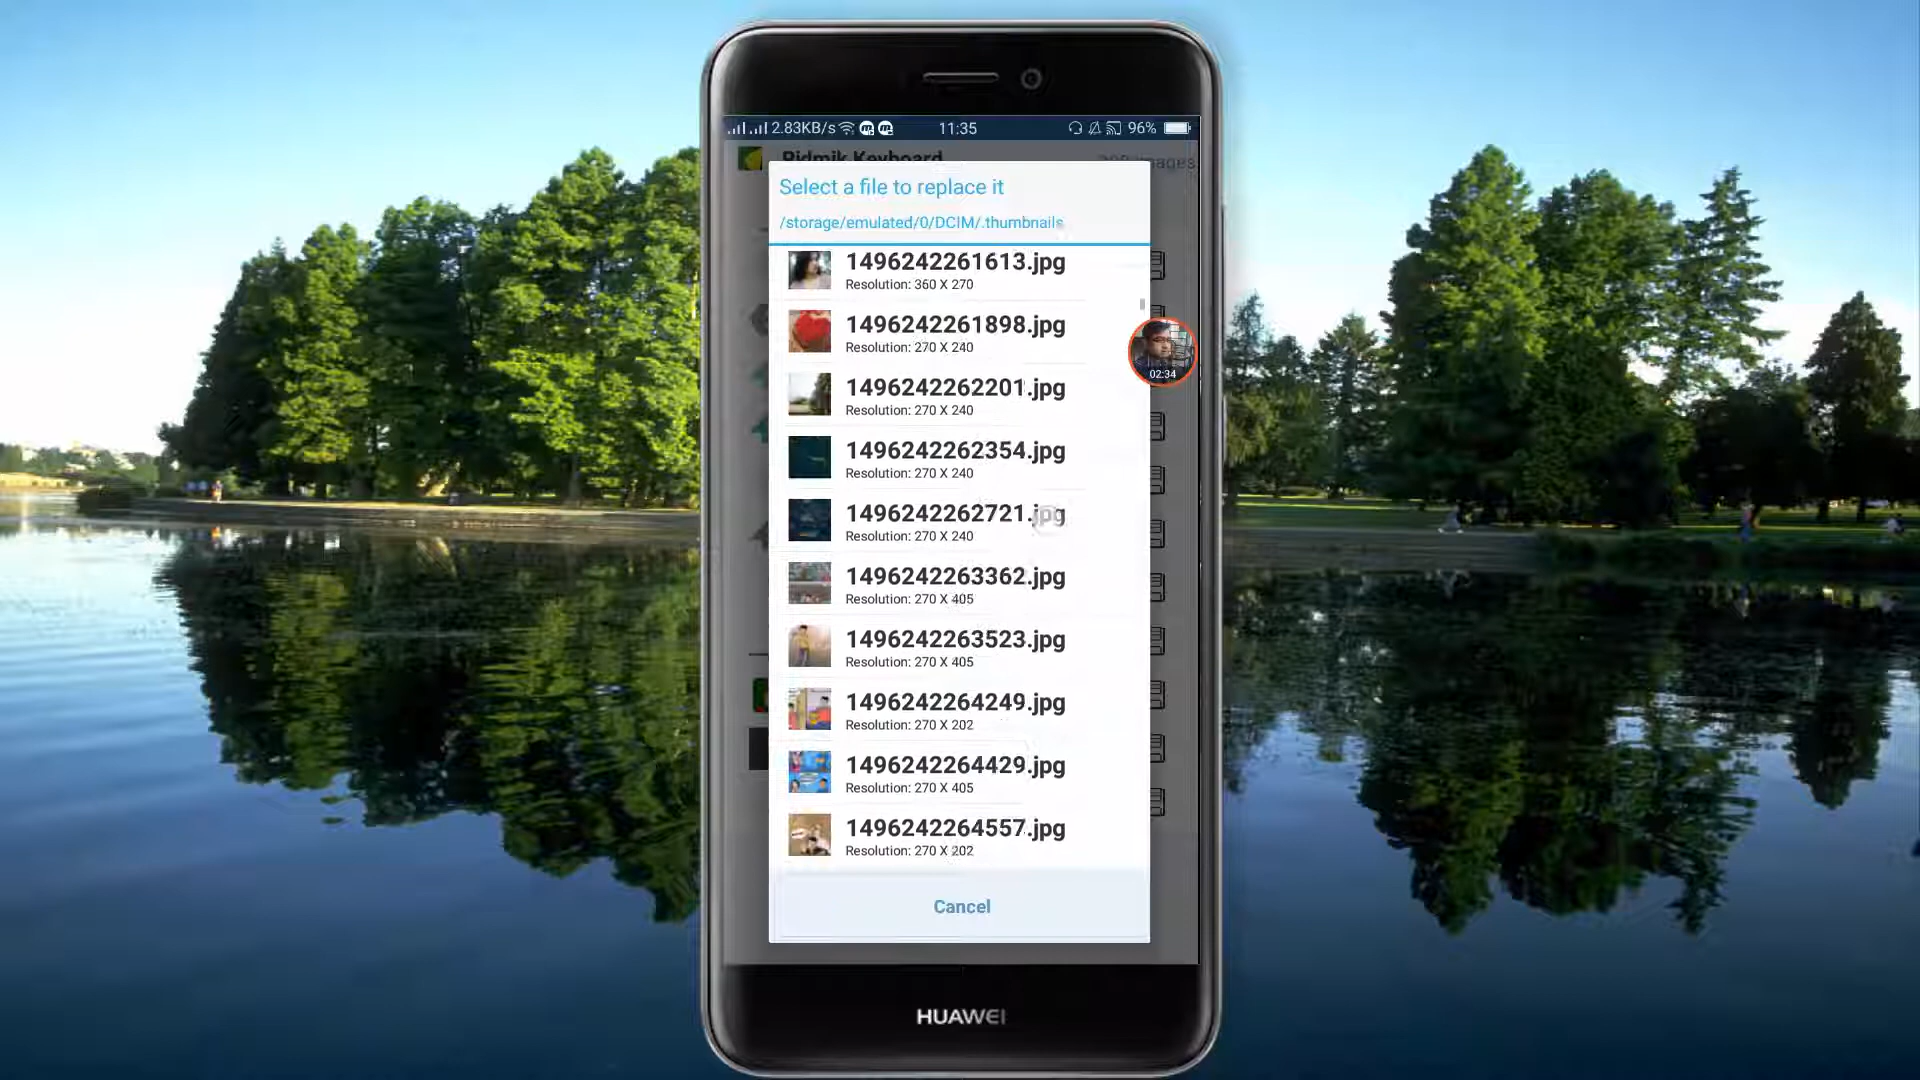 2.83KB/s 11:35 96%
Ridmik Keyboard
Select a file to replace it
/storage/emulated/0/DCIM/.thumbnails
1496242261613.jpg
Resolution: 360 X 270
1496242261898.jpg
Resolution: 270 X 240
02:34
1496242262201.jpg
Resolution: 270 X 240
1496242262354.jpg
Resolution: 270 X 240
1496242262721.jpg
Resolution: 270 X 240
1496242263362.jpg
Resolution: 270 X 405
1496242263523.jpg
Resolution: 270 X 405
1496242264249.jpg
Resolution: 270 X 202
1496242264429.jpg
Resolution: 270 X 405
1496242264557.jpg
Resolution: 270 X 202
Cancel
HUAWEI